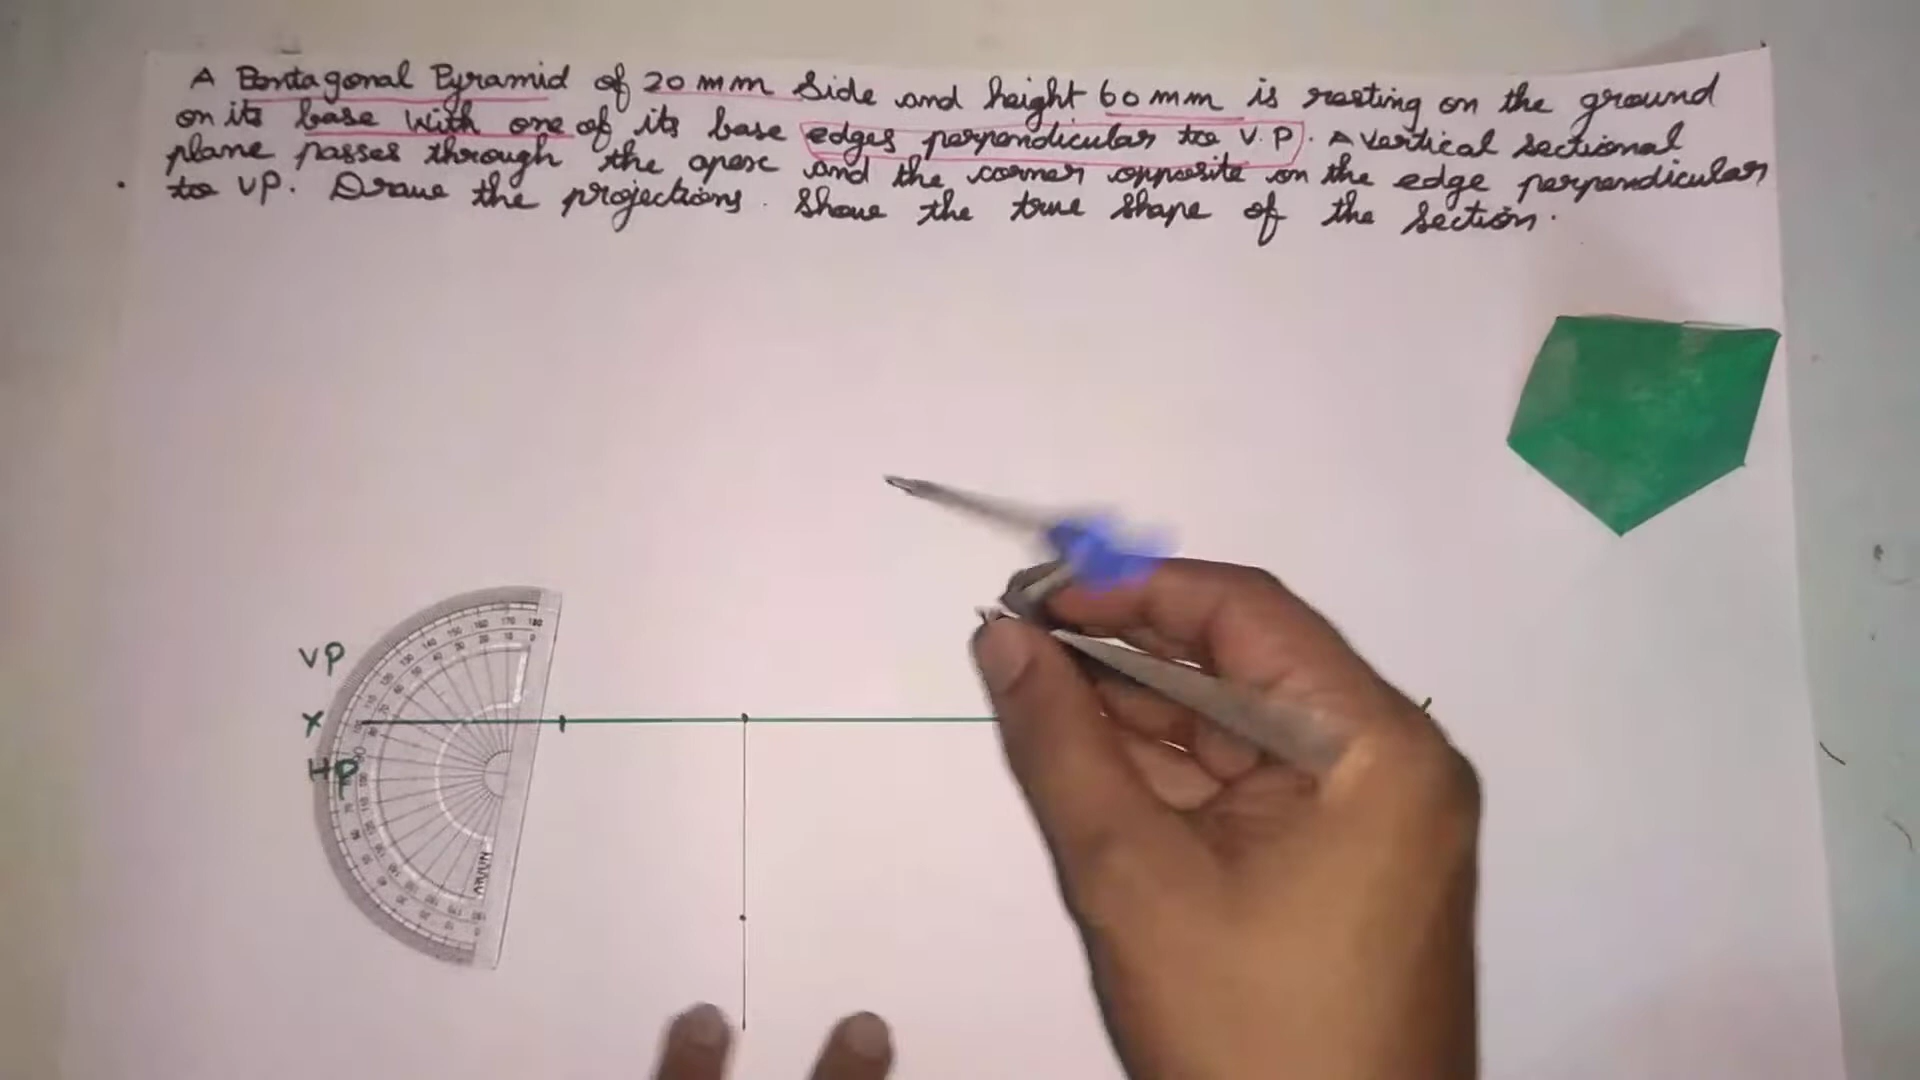 A Pentagonal Pyramid of 20 mm Side and height 60 mm is resting on the ground
on its base with one of its base edges perpendicular to V.P. A vertical sectional
plane passes through the apex and the corner opposite on the edge perpendicular
to VP. Draw the projections. Show the true shape of the section.
VP
X
HP